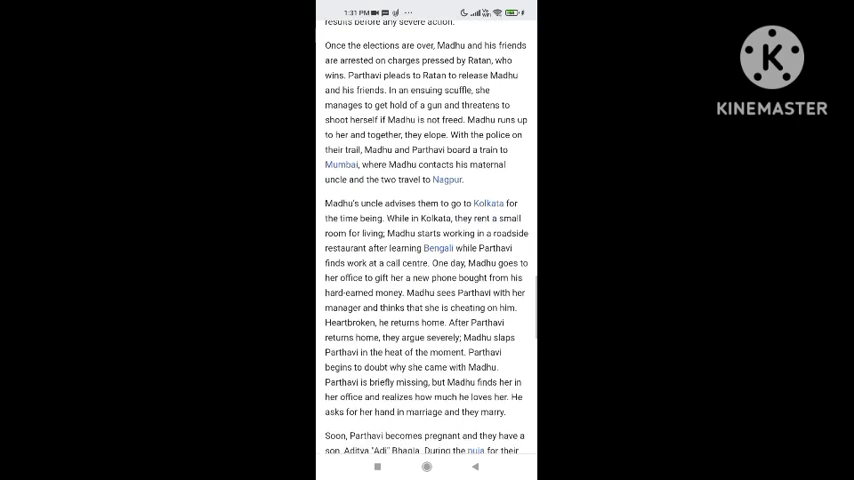 1:31 PM
results before any severe action.
Once the elections are over, Madhu and his friends
are arrested on charges pressed by Ratan, who
wins. Parthavi pleads to Ratan to release Madhu
and his friends. In an ensuing scuffle, she
manages to get hold of a gun and threatens to
shoot herself if Madhu is not freed. Madhu runs up
to her and together, they elope. With the police on
their trail, Madhu and Parthavi board a train to
Mumbai, where Madhu contacts his maternal
uncle and the two travel to Nagpur.
Madhu's uncle advises them to go to Kolkata for
the time being. While in Kolkata, they rent a small
room for living; Madhu starts working in a roadside
restaurant after learning Bengali while Parthavi
finds work at a call centre. One day, Madhu goes to
her office to gift her a new phone bought from his
hard-earned money. Madhu sees Parthavi with her
manager and thinks that she is cheating on him.
Heartbroken, he returns home. After Parthavi
returns home, they argue severely; Madhu slaps
Parthavi in the heat of the moment. Parthavi
begins to doubt why she came with Madhu.
Parthavi is briefly missing, but Madhu finds her in
her office and realizes how much he loves her. He
asks for her hand in marriage and they marry.
Soon, Parthavi becomes pregnant and they have a
son, Aditya "Adi" Bhagla. During the puja for their
K
KINEMASTER